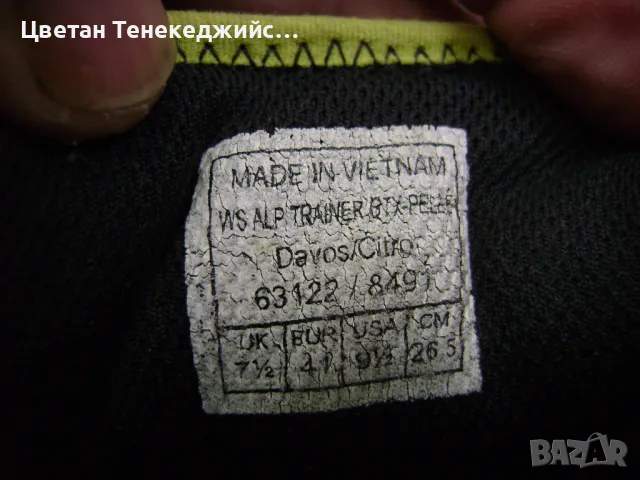 Цветан Тенекеджийс...
MADE IN VIETNAM
WS ALP TRAINER GTX-PELLE
Davos/Citro
63122 / 8491
UK EUR USA CM
7½ 41 9½ 26.5
BAZAR